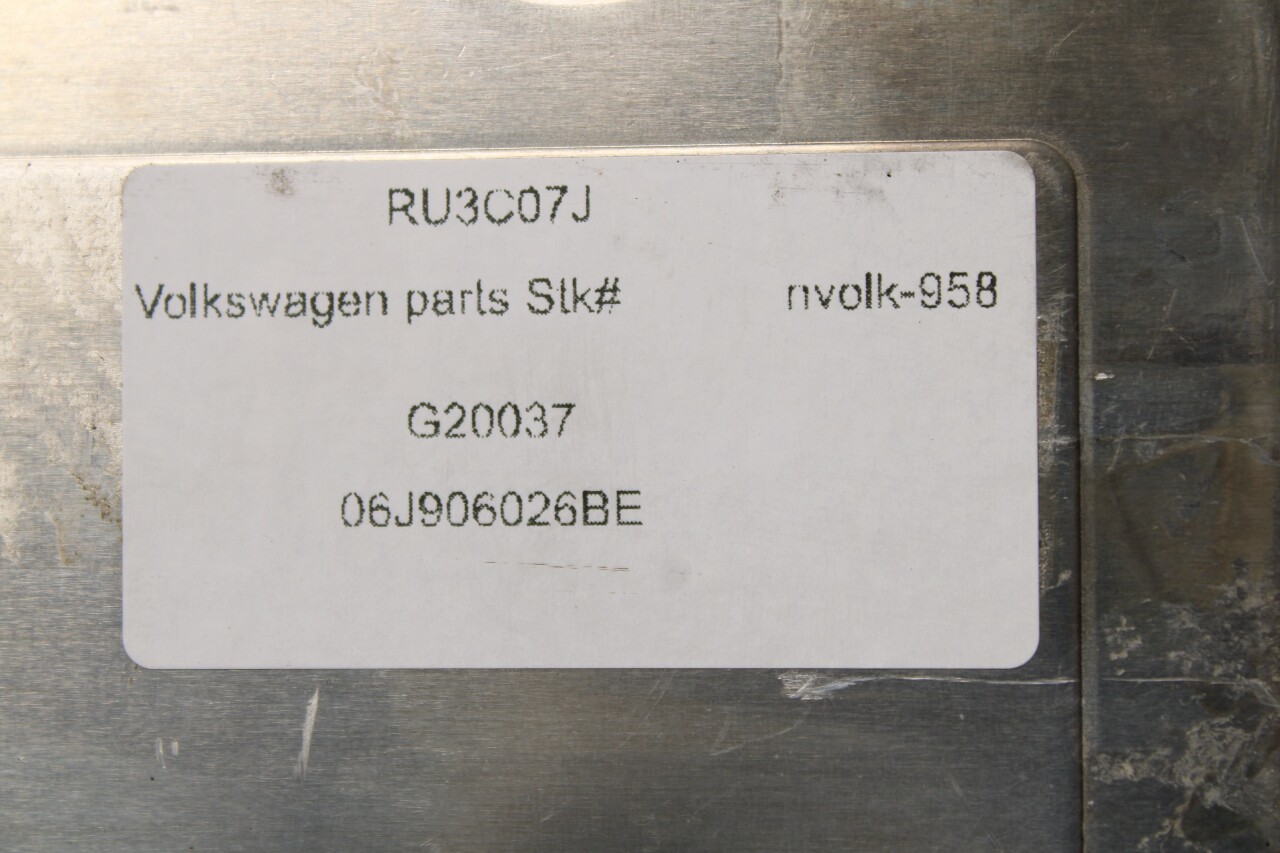 RU3C07J
Volkswagen parts Stk# nvolk-958
G20037
06J906026BE